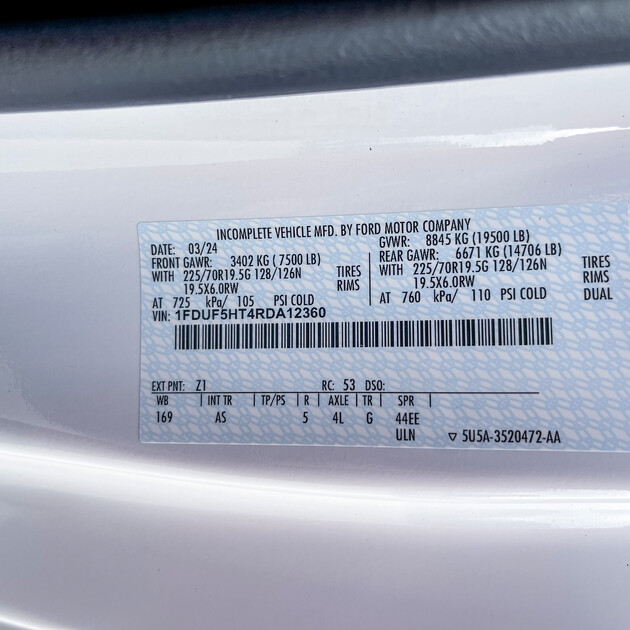 INCOMPLETE VEHICLE MFD. BY FORD MOTOR COMPANY
DATE: 03/24 GVWR: 8845 KG (19500 LB)
FRONT GAWR: 3402 KG (7500 LB) REAR GAWR: 6671 KG (14706 LB)
WITH 225/70R19.5G 128/126N TIRES WITH 225/70R19.5G 128/126N TIRES
19.5X6.0RW RIMS 19.5X6.0RW RIMS
AT 725 kPa/ 105 PSI COLD AT 760 kPa/ 110 PSI COLD DUAL
VIN: 1FDUF5HT4RDA12360
EXT PNT: Z1 RC: 53 DSO:
WB INT TR TP/PS R AXLE TR SPR
169 AS 5 4L G 44EE
ULN ▽ 5U5A-3520472-AA